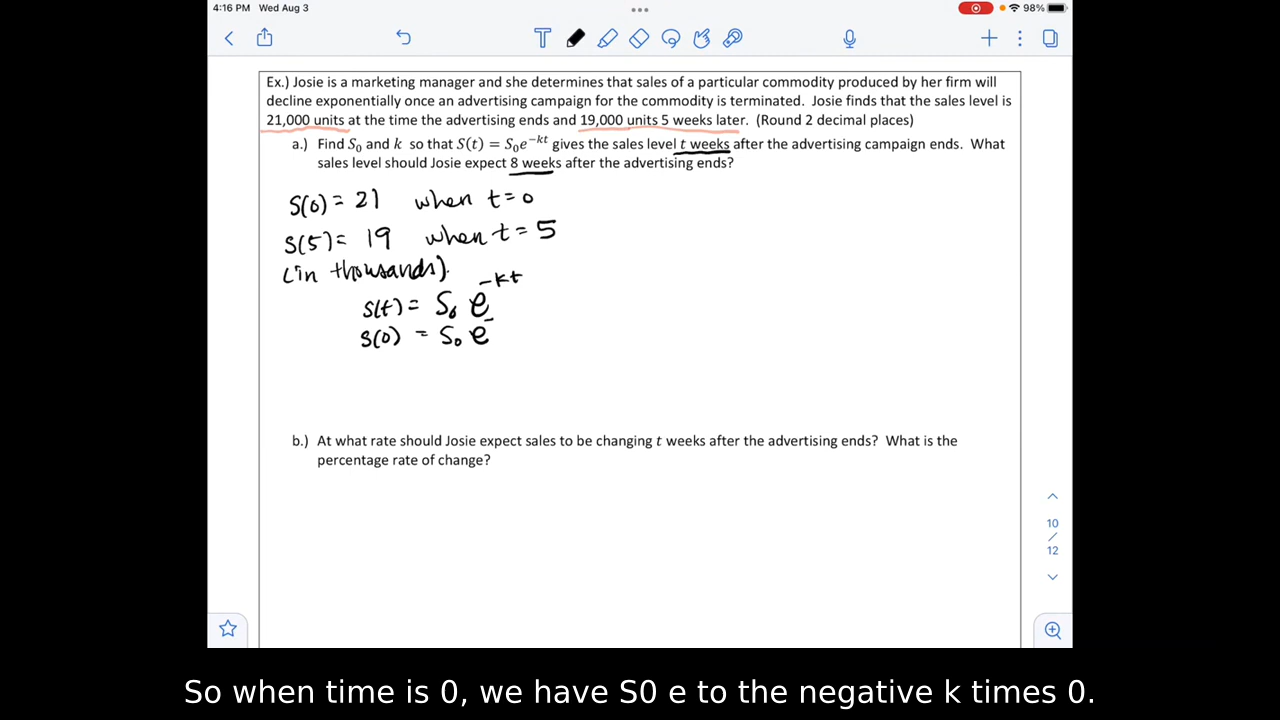 4:16 PM Wed Aug 3
98%
T
Ex.) Josie is a marketing manager and she determines that sales of a particular commodity produced by her firm will
decline exponentially once an advertising campaign for the commodity is terminated. Josie finds that the sales level is
21,000 units at the time the advertising ends and 19,000 units 5 weeks later. (Round 2 decimal places)
a.) Find S₀ and k so that S(t) = S₀e^{-kt} gives the sales level t weeks after the advertising campaign ends. What
sales level should Josie expect 8 weeks after the advertising ends?
S(0) = 21 when t = 0
S(5) = 19 when t = 5
(in thousands).
S(t) = S₀ e^{-kt}
S(0) = S₀ e^{-}
b.) At what rate should Josie expect sales to be changing t weeks after the advertising ends? What is the
percentage rate of change?
10
/
12
So when time is 0, we have S0 e to the negative k times 0.